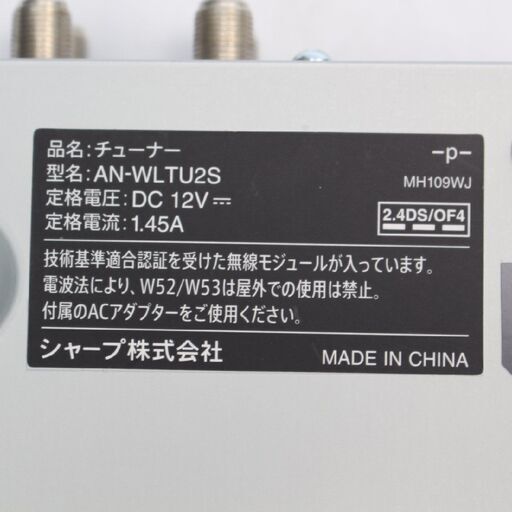 品名:チューナー
-p-
型名:AN-WLTU2S
MH109WJ
定格電圧:DC 12V⎓
2.4DS/OF4
定格電流:1.45A
技術基準適合認証を受けた無線モジュールが入っています。
電波法により、W52/W53は屋外での使用は禁止。
付属のACアダプターをご使用ください。
シャープ株式会社
MADE IN CHINA